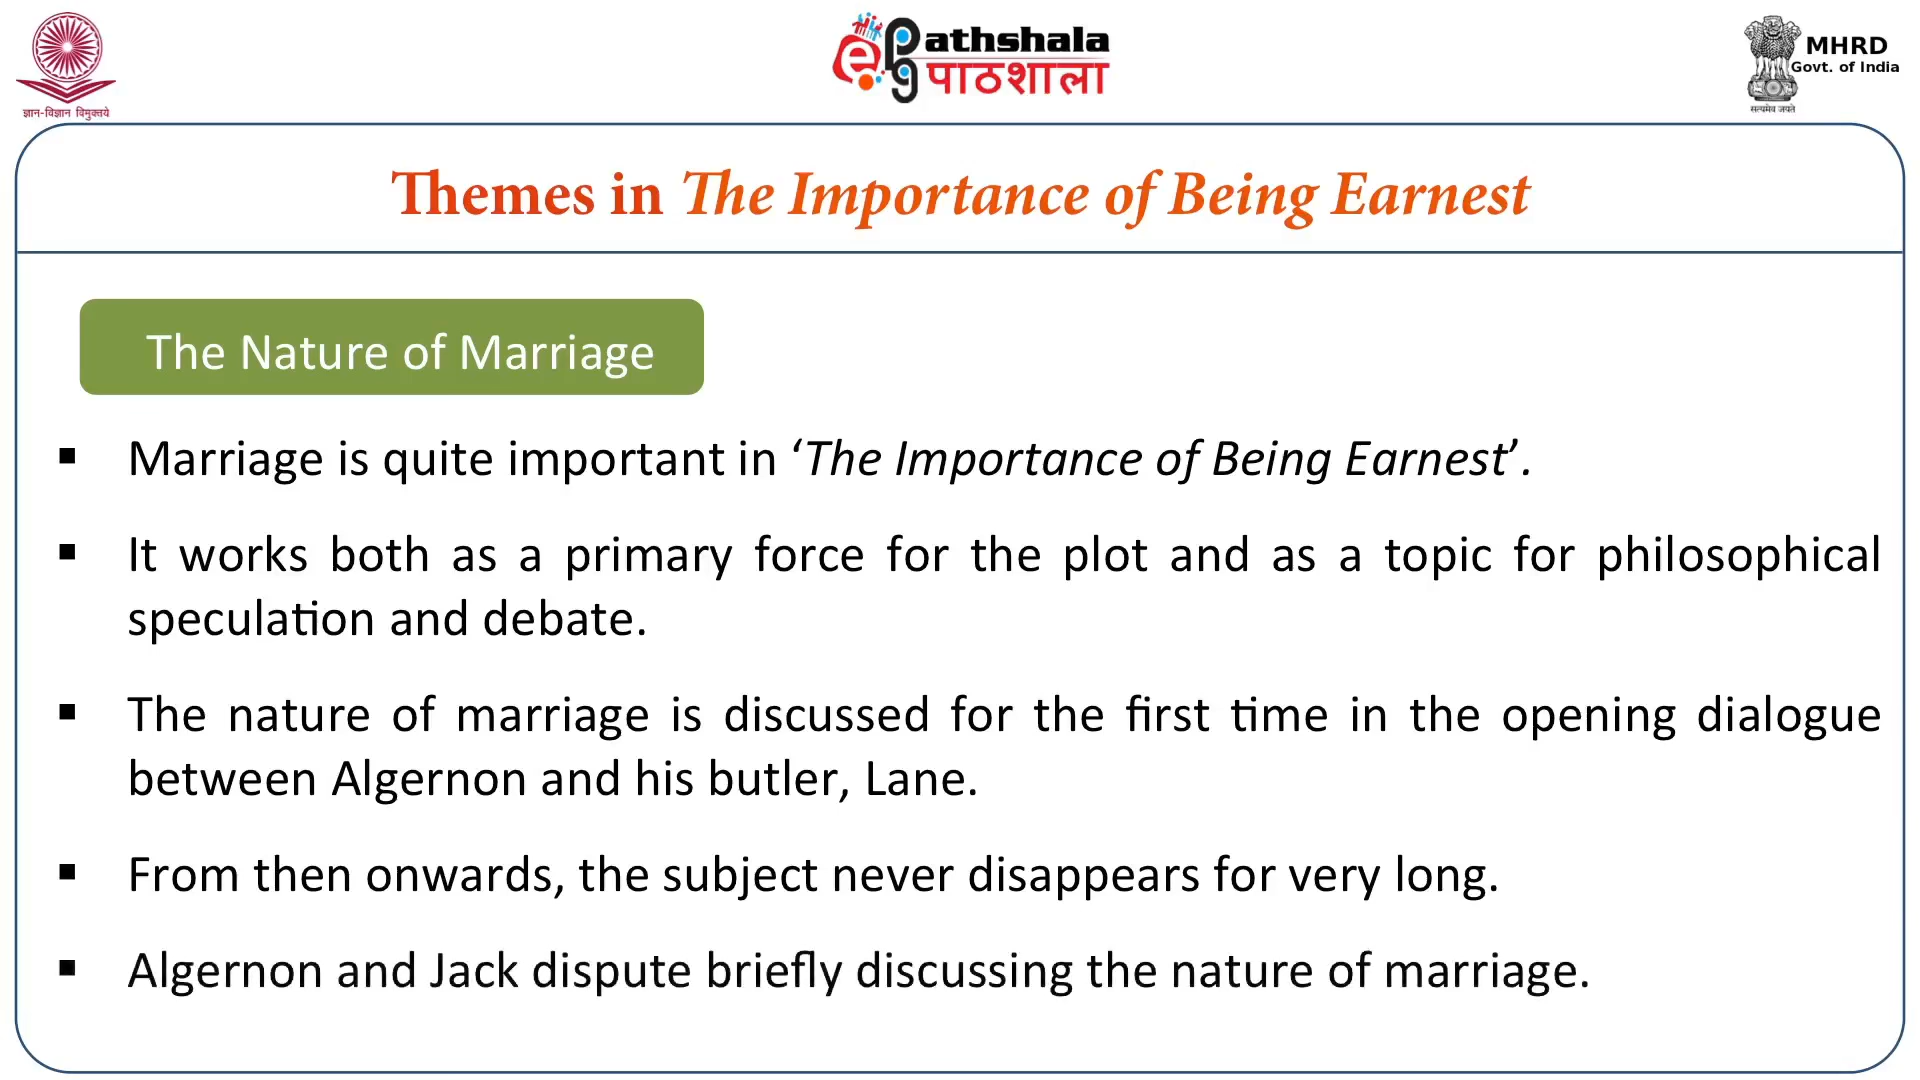 ज्ञान-विज्ञान विमुक्तये
ePg Pathshala
पाठशाला
MHRD
Govt. of India
सत्यमेव जयते
Themes in The Importance of Being Earnest
The Nature of Marriage
▪ Marriage is quite important in ‘The Importance of Being Earnest’.
▪ It works both as a primary force for the plot and as a topic for philosophical
speculation and debate.
▪ The nature of marriage is discussed for the first time in the opening dialogue
between Algernon and his butler, Lane.
▪ From then onwards, the subject never disappears for very long.
▪ Algernon and Jack dispute briefly discussing the nature of marriage.